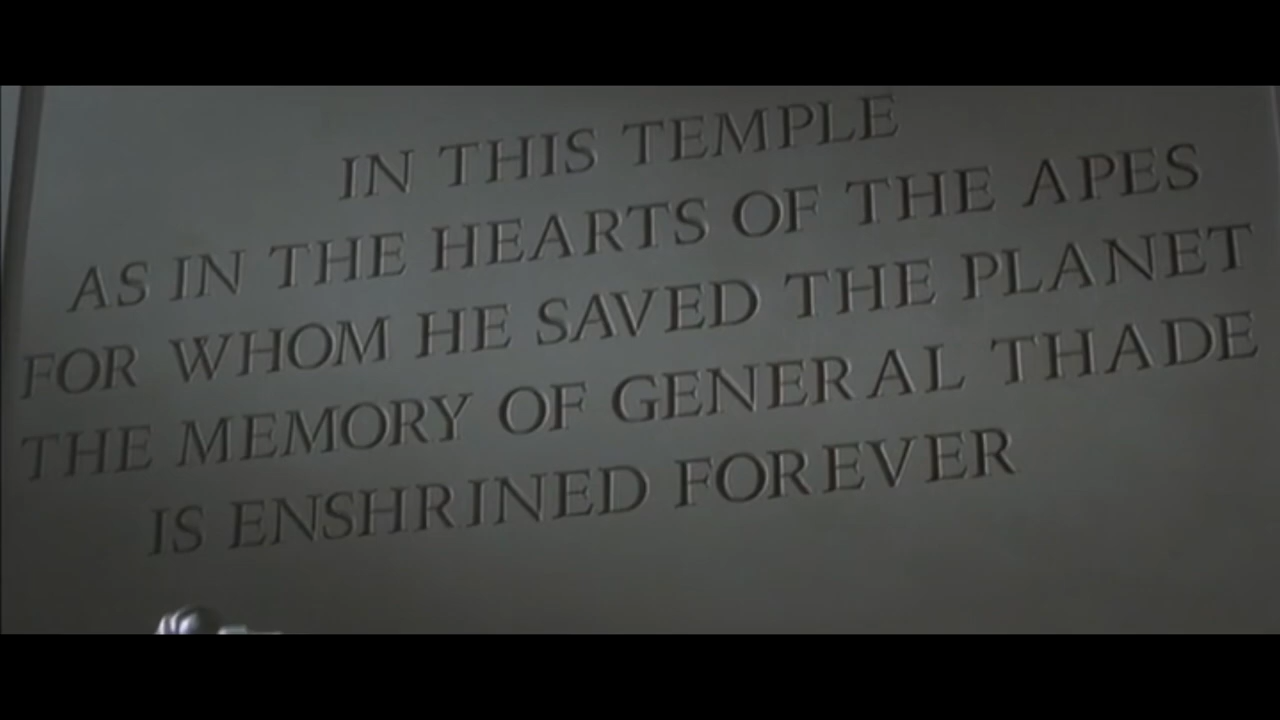 IN THIS TEMPLE
AS IN THE HEARTS OF THE APES
FOR WHOM HE SAVED THE PLANET
THE MEMORY OF GENERAL THADE
IS ENSHRINED FOREVER